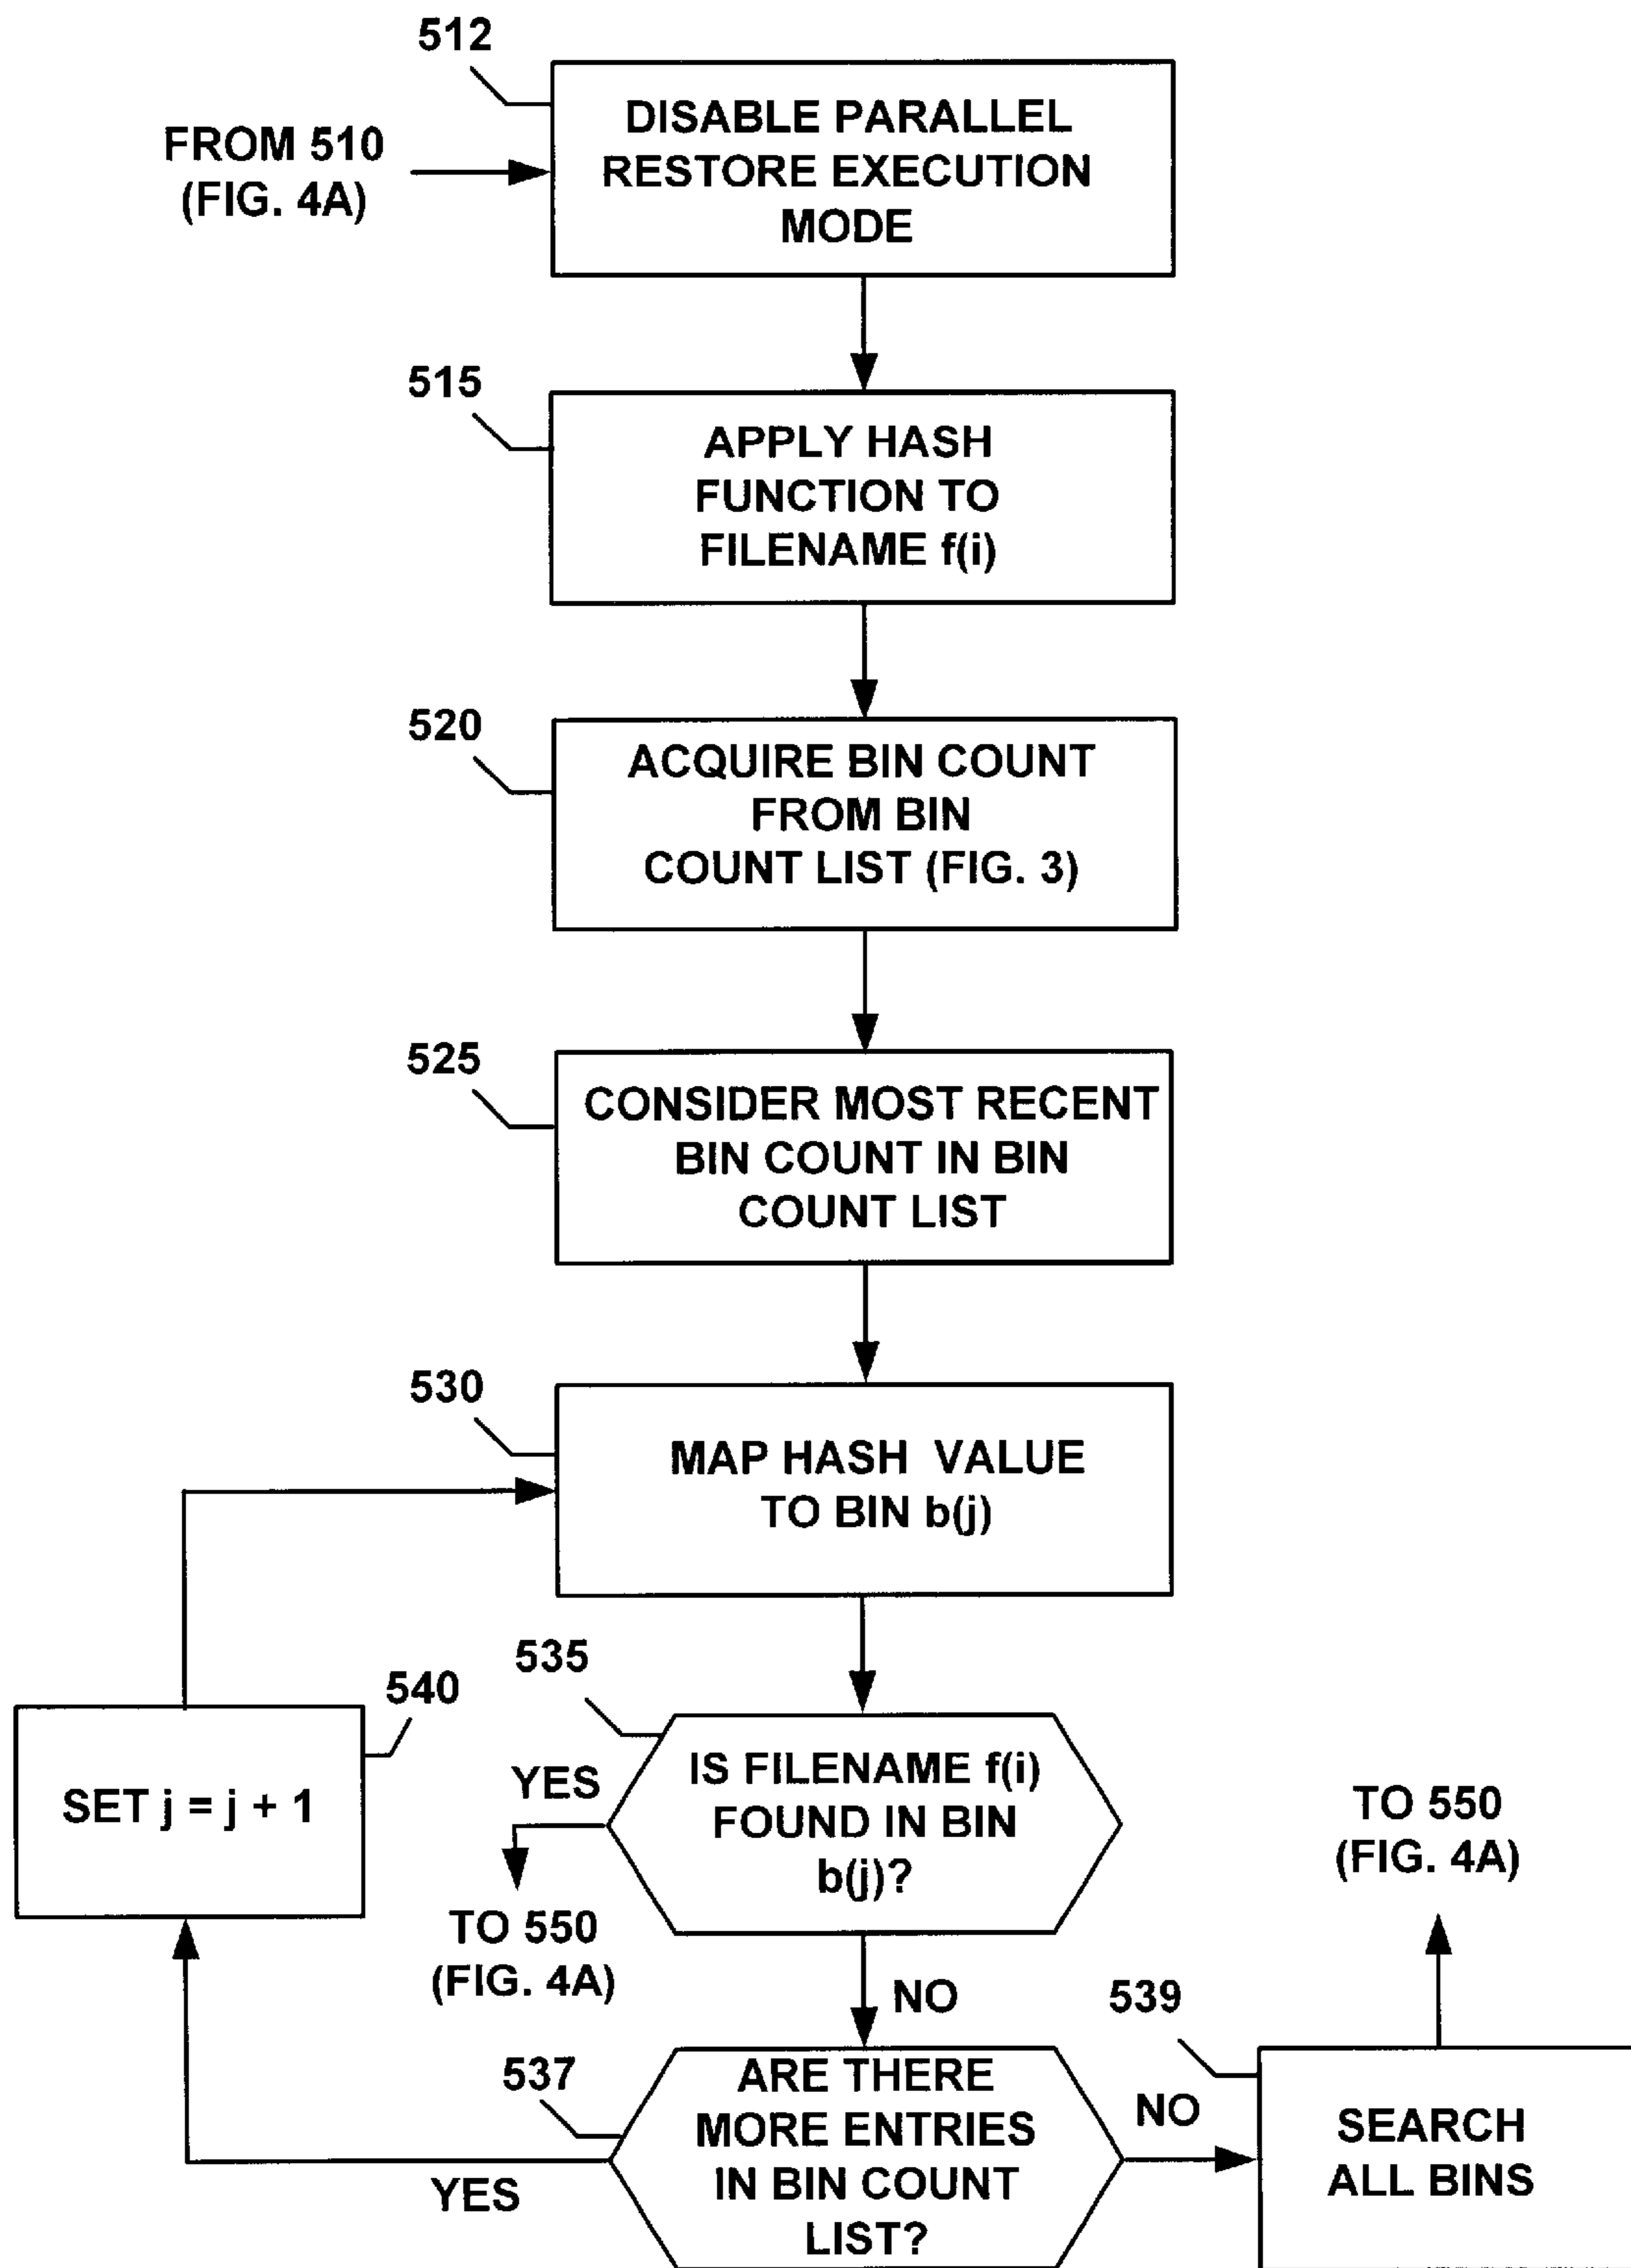 512
DISABLE PARALLEL
RESTORE EXECUTION
MODE
FROM 510
(FIG. 4A)
515
APPLY HASH
FUNCTION TO
FILENAME f(i)
520
ACQUIRE BIN COUNT
FROM BIN
COUNT LIST (FIG. 3)
525
CONSIDER MOST RECENT
BIN COUNT IN BIN
COUNT LIST
530
MAP HASH VALUE
TO BIN b(j)
535
540
SET j = j + 1
YES
IS FILENAME f(i)
FOUND IN BIN
b(j)?
TO 550
(FIG. 4A)
TO 550
(FIG. 4A)
NO
539
537
ARE THERE
MORE ENTRIES
IN BIN COUNT
LIST?
NO
YES
SEARCH
ALL BINS